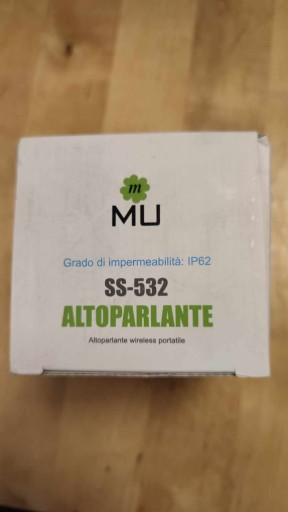 m
MU
Grado di impermeabilità: IP62
SS-532
ALTOPARLANTE
Altoparlante wireless portatile